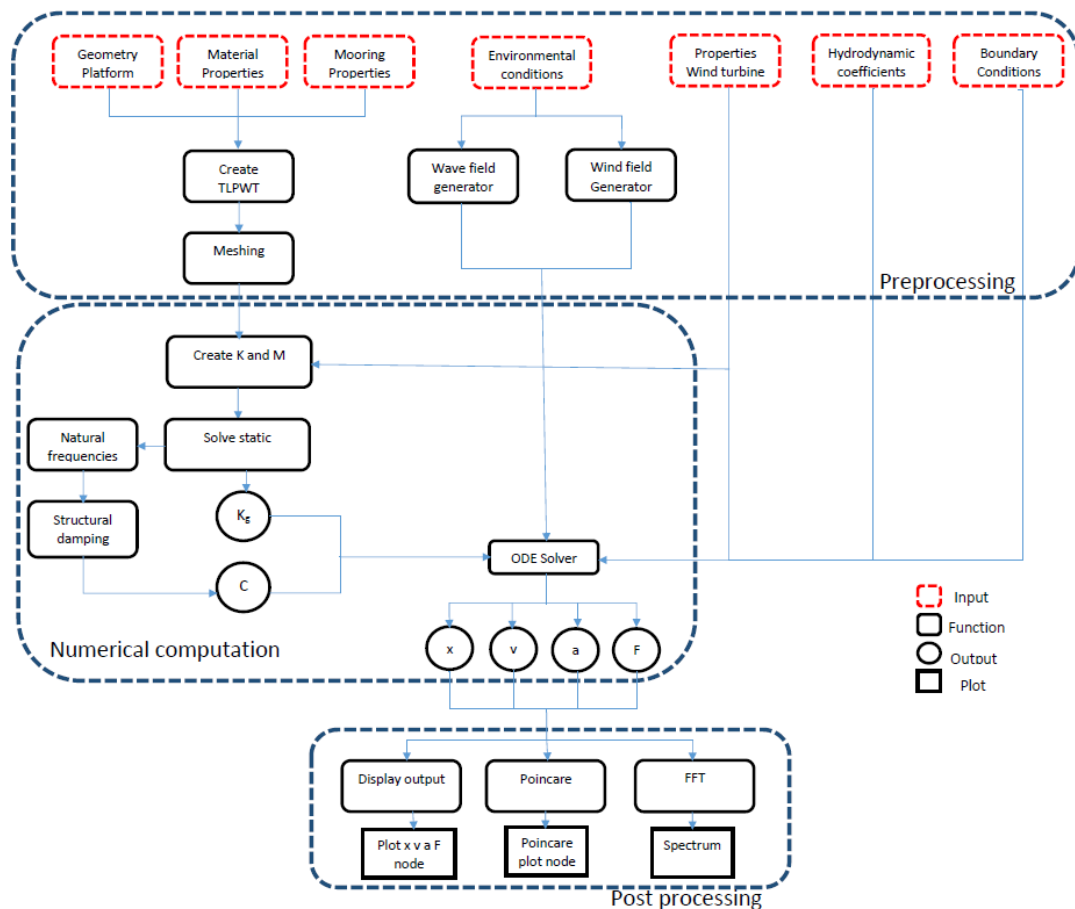 Geometry
Platform
Material
Properties
Mooring
Properties
Environmental
conditions
Properties
Wind turbine
Hydrodynamic
coefficients
Boundary
Conditions
Create
TLPWT
Wave field
generator
Wind field
Generator
Meshing
Preprocessing
Create K and M
Natural
frequencies
Solve static
Kg
Structural
damping
C
ODE Solver
Numerical computation
x
v
a
F
Input
Function
Output
Plot
Display output
Poincare
FFT
Plot x v a F
node
Poincare
plot node
Spectrum
Post processing